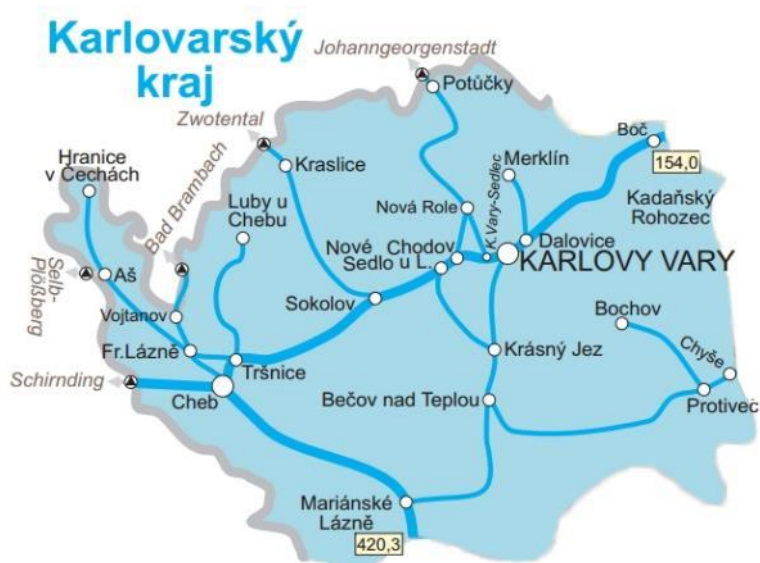 Karlovarský
kraj
Johanngeorgenstadt
Potůčky
Zwotental
Hranice
v Čechách
Kraslice
Merklín
Boč
154,0
Bad Brambach
Luby u
Chebu
K.Vary-Sedlec
Nová Role
Kadaňský
Rohozec
Selb-
Plößberg
Aš
Nové
Sedlo u L.
Chodov
Dalovice
KARLOVY VARY
Vojtanov
Sokolov
Bochov
Fr.Lázně
Tršnice
Krásný Jez
Chyše
Schirnding
Cheb
Bečov nad Teplou
Protivec
Mariánské
Lázně
420,3